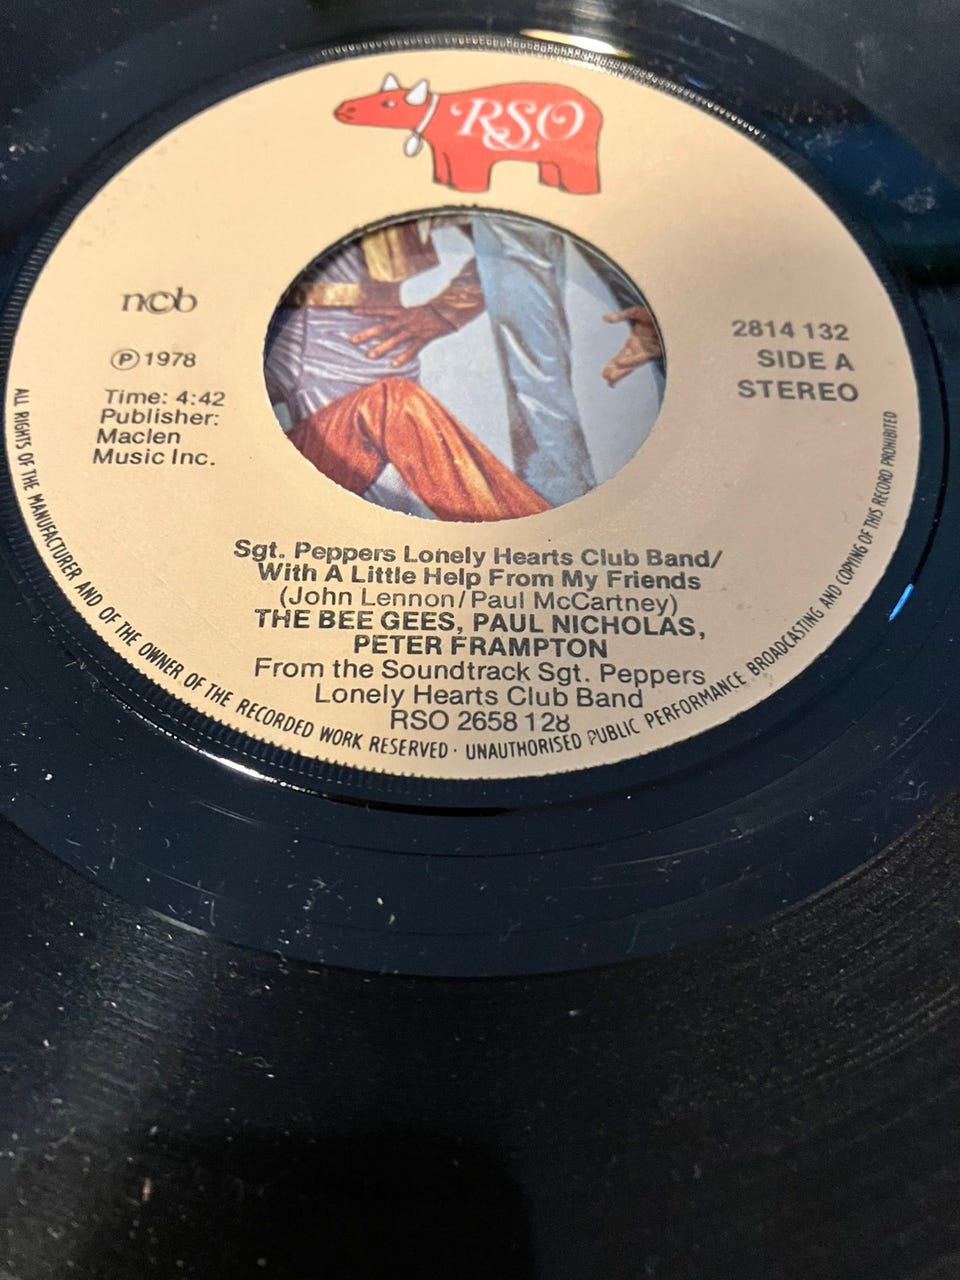 RSO
ncb
℗ 1978
Time: 4:42
Publisher:
Maclen
Music Inc.
2814 132
SIDE A
STEREO
Sgt. Peppers Lonely Hearts Club Band/
With A Little Help From My Friends
(John Lennon/Paul McCartney)
THE BEE GEES, PAUL NICHOLAS,
PETER FRAMPTON
From the Soundtrack Sgt. Peppers
Lonely Hearts Club Band
RSO 2658 128
ALL RIGHTS OF THE MANUFACTURER AND OF THE OWNER OF THE RECORDED WORK RESERVED · UNAUTHORISED PUBLIC PERFORMANCE BROADCASTING AND COPYING OF THIS RECORD PROHIBITED